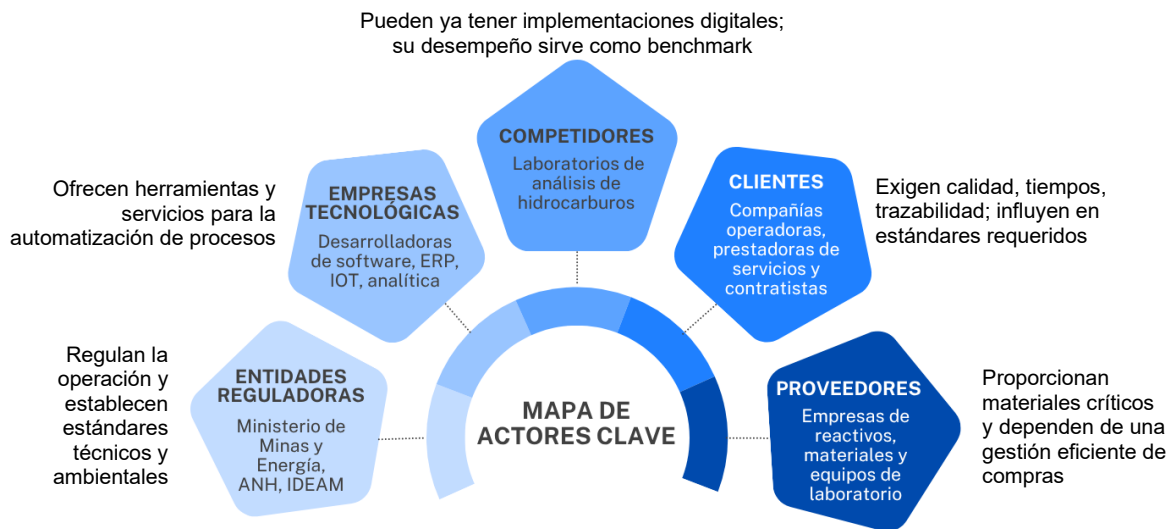 Pueden ya tener implementaciones digitales;
su desempeño sirve como benchmark
COMPETIDORES
Laboratorios de
análisis de
hidrocarburos
Ofrecen herramientas y
servicios para la
automatización de procesos
EMPRESAS
TECNOLÓGICAS
Desarrolladoras
de software, ERP,
IOT, analítica
CLIENTES
Compañías
operadoras,
prestadoras de
servicios y
contratistas
Exigen calidad, tiempos,
trazabilidad; influyen en
estándares requeridos
Regulan la
operación y
establecen
estándares
técnicos y
ambientales
ENTIDADES
REGULADORAS
Ministerio de
Minas y
Energía,
ANH, IDEAM
MAPA DE
ACTORES CLAVE
PROVEEDORES
Empresas de
reactivos,
materiales y
equipos de
laboratorio
Proporcionan
materiales críticos
y dependen de una
gestión eficiente de
compras